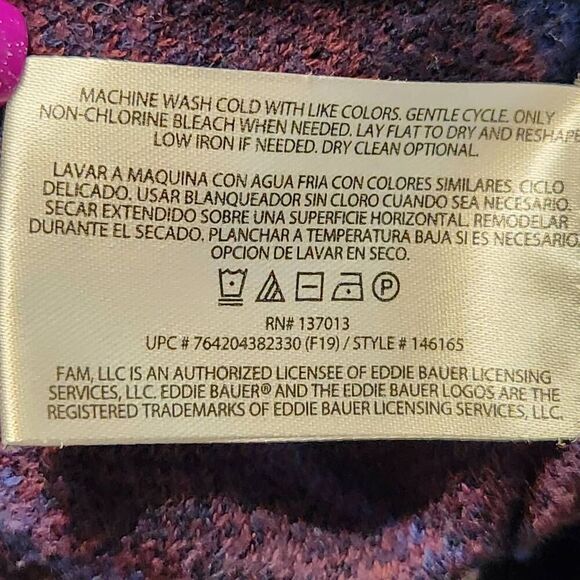 MACHINE WASH COLD WITH LIKE COLORS. GENTLE CYCLE. ONLY
NON-CHLORINE BLEACH WHEN NEEDED. LAY FLAT TO DRY AND RESHAPE.
LOW IRON IF NEEDED. DRY CLEAN OPTIONAL.
LAVAR A MAQUINA CON AGUA FRIA CON COLORES SIMILARES. CICLO
DELICADO. USAR BLANQUEADOR SIN CLORO CUANDO SEA NECESARIO.
SECAR EXTENDIDO SOBRE UNA SUPERFICIE HORIZONTAL. REMODELAR
DURANTE EL SECADO. PLANCHAR A TEMPERATURA BAJA SI ES NECESARIO.
OPCION DE LAVAR EN SECO.
P
RN# 137013
UPC # 764204382330 (F19) / STYLE # 146165
FAM, LLC IS AN AUTHORIZED LICENSEE OF EDDIE BAUER LICENSING
SERVICES, LLC. EDDIE BAUER® AND THE EDDIE BAUER LOGOS ARE THE
REGISTERED TRADEMARKS OF EDDIE BAUER LICENSING SERVICES, LLC.